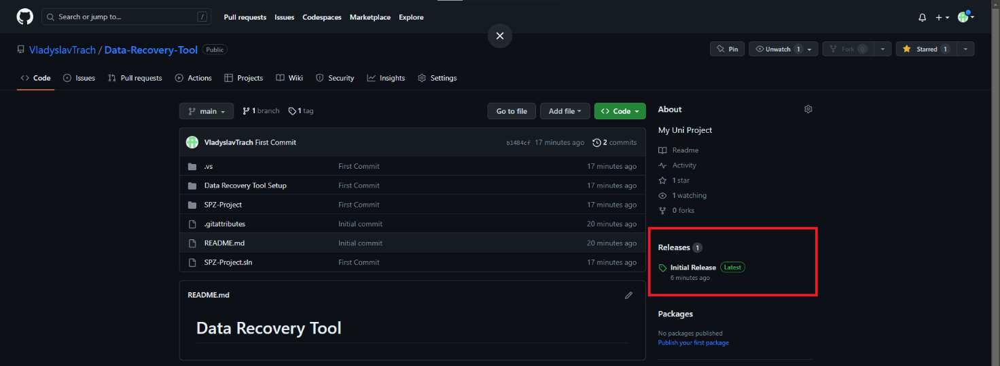 Search or jump to... / Pull requests Issues Codespaces Marketplace Explore
VladyslavTrach / Data-Recovery-Tool Public Pin Unwatch 1 Fork 0 Starred 1
Code Issues Pull requests Actions Projects Wiki Security Insights Settings
main 1 branch 1 tag Go to file Add file Code
VladyslavTrach First Commit b1484cf 17 minutes ago 2 commits
.vs First Commit 17 minutes ago
Data Recovery Tool Setup First Commit 17 minutes ago
SPZ-Project First Commit 17 minutes ago
.gitattributes Initial commit 20 minutes ago
README.md Initial commit 20 minutes ago
SPZ-Project.sln First Commit 17 minutes ago
README.md
Data Recovery Tool
About
My Uni Project
Readme
Activity
1 star
1 watching
0 forks
Releases 1
Initial Release Latest
6 minutes ago
Packages
No packages published
Publish your first package